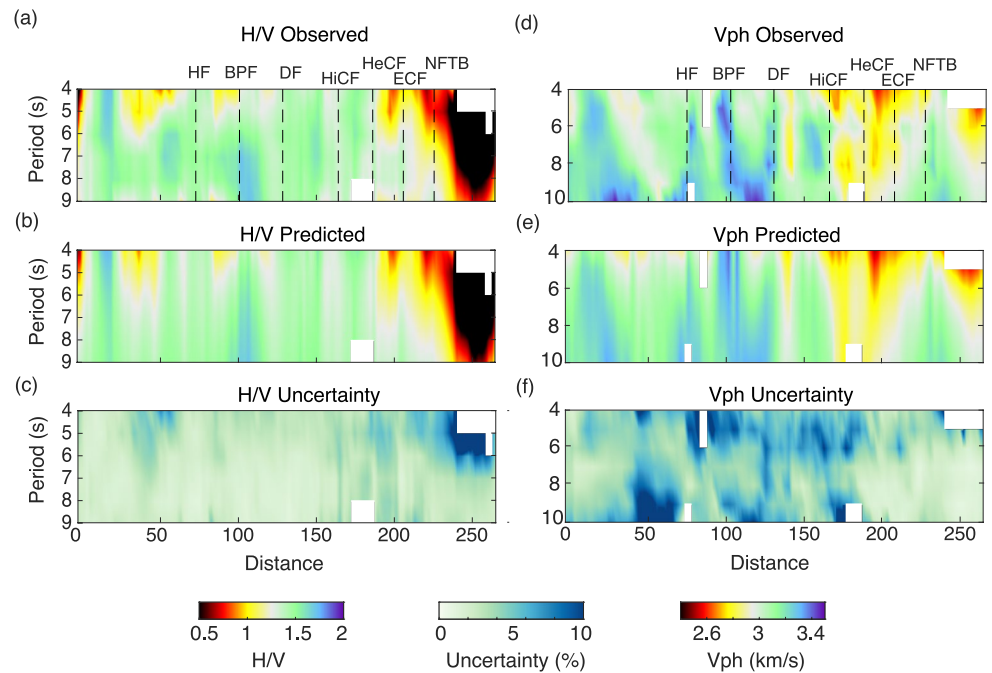 (a)
H/V Observed
HF BPF DF HiCF HeCF ECF NFTB
Period (s)
4
5
6
7
8
9
(b)
H/V Predicted
Period (s)
4
5
6
7
8
9
(c)
H/V Uncertainty
Period (s)
4
5
6
7
8
9
0 50 100 150 200 250
Distance
(d)
Vph Observed
HF BPF DF HiCF HeCF ECF NFTB
4
6
8
10
(e)
Vph Predicted
4
6
8
10
(f)
Vph Uncertainty
4
6
8
10
0 50 100 150 200 250
Distance
0.5 1 1.5 2
H/V
0 5 10
Uncertainty (%)
2.6 3 3.4
Vph (km/s)